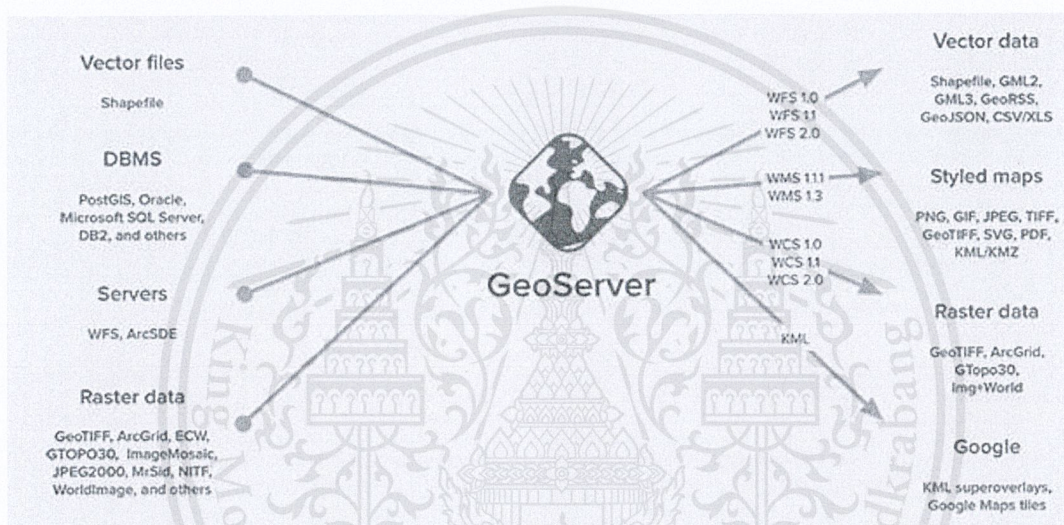 Vector files
Shapefile
DBMS
PostGIS, Oracle,
Microsoft SQL Server,
DB2, and others
Servers
WFS, ArcSDE
Raster data
GeoTIFF, ArcGrid, ECW,
GTOPO30, ImageMosaic,
JPEG2000, MrSid, NITF,
WorldImage, and others
GeoServer
WFS 1.0
WFS 1.1
WFS 2.0
WMS 1.1.1
WMS 1.3
WCS 1.0
WCS 1.1
WCS 2.0
KML
Vector data
Shapefile, GML2,
GML3, GeoRSS,
GeoJSON, CSV/XLS
Styled maps
PNG, GIF, JPEG, TIFF,
GeoTIFF, SVG, PDF,
KML/KMZ
Raster data
GeoTIFF, ArcGrid,
GTopo30,
Img+World
Google
KML superoverlays,
Google Maps tiles
King Mo
dkrabang